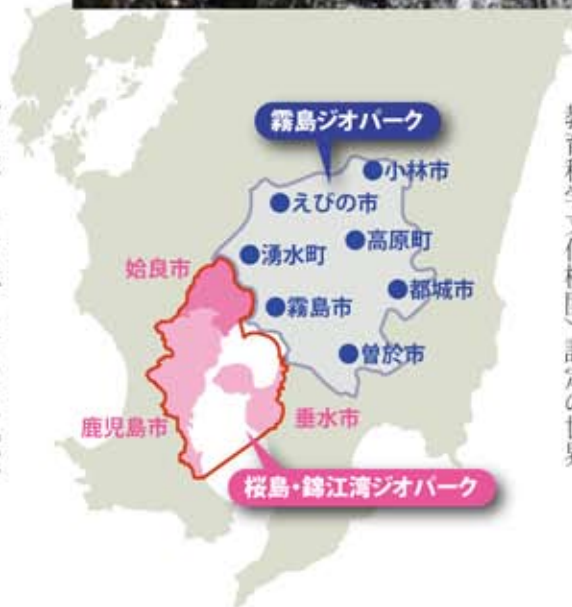 霧島ジオパーク
●小林市
●えびの市
●高原町
●湧水町
姶良市
●都城市
●霧島市
●曽於市
鹿児島市
垂水市
桜島・錦江湾ジオパーク